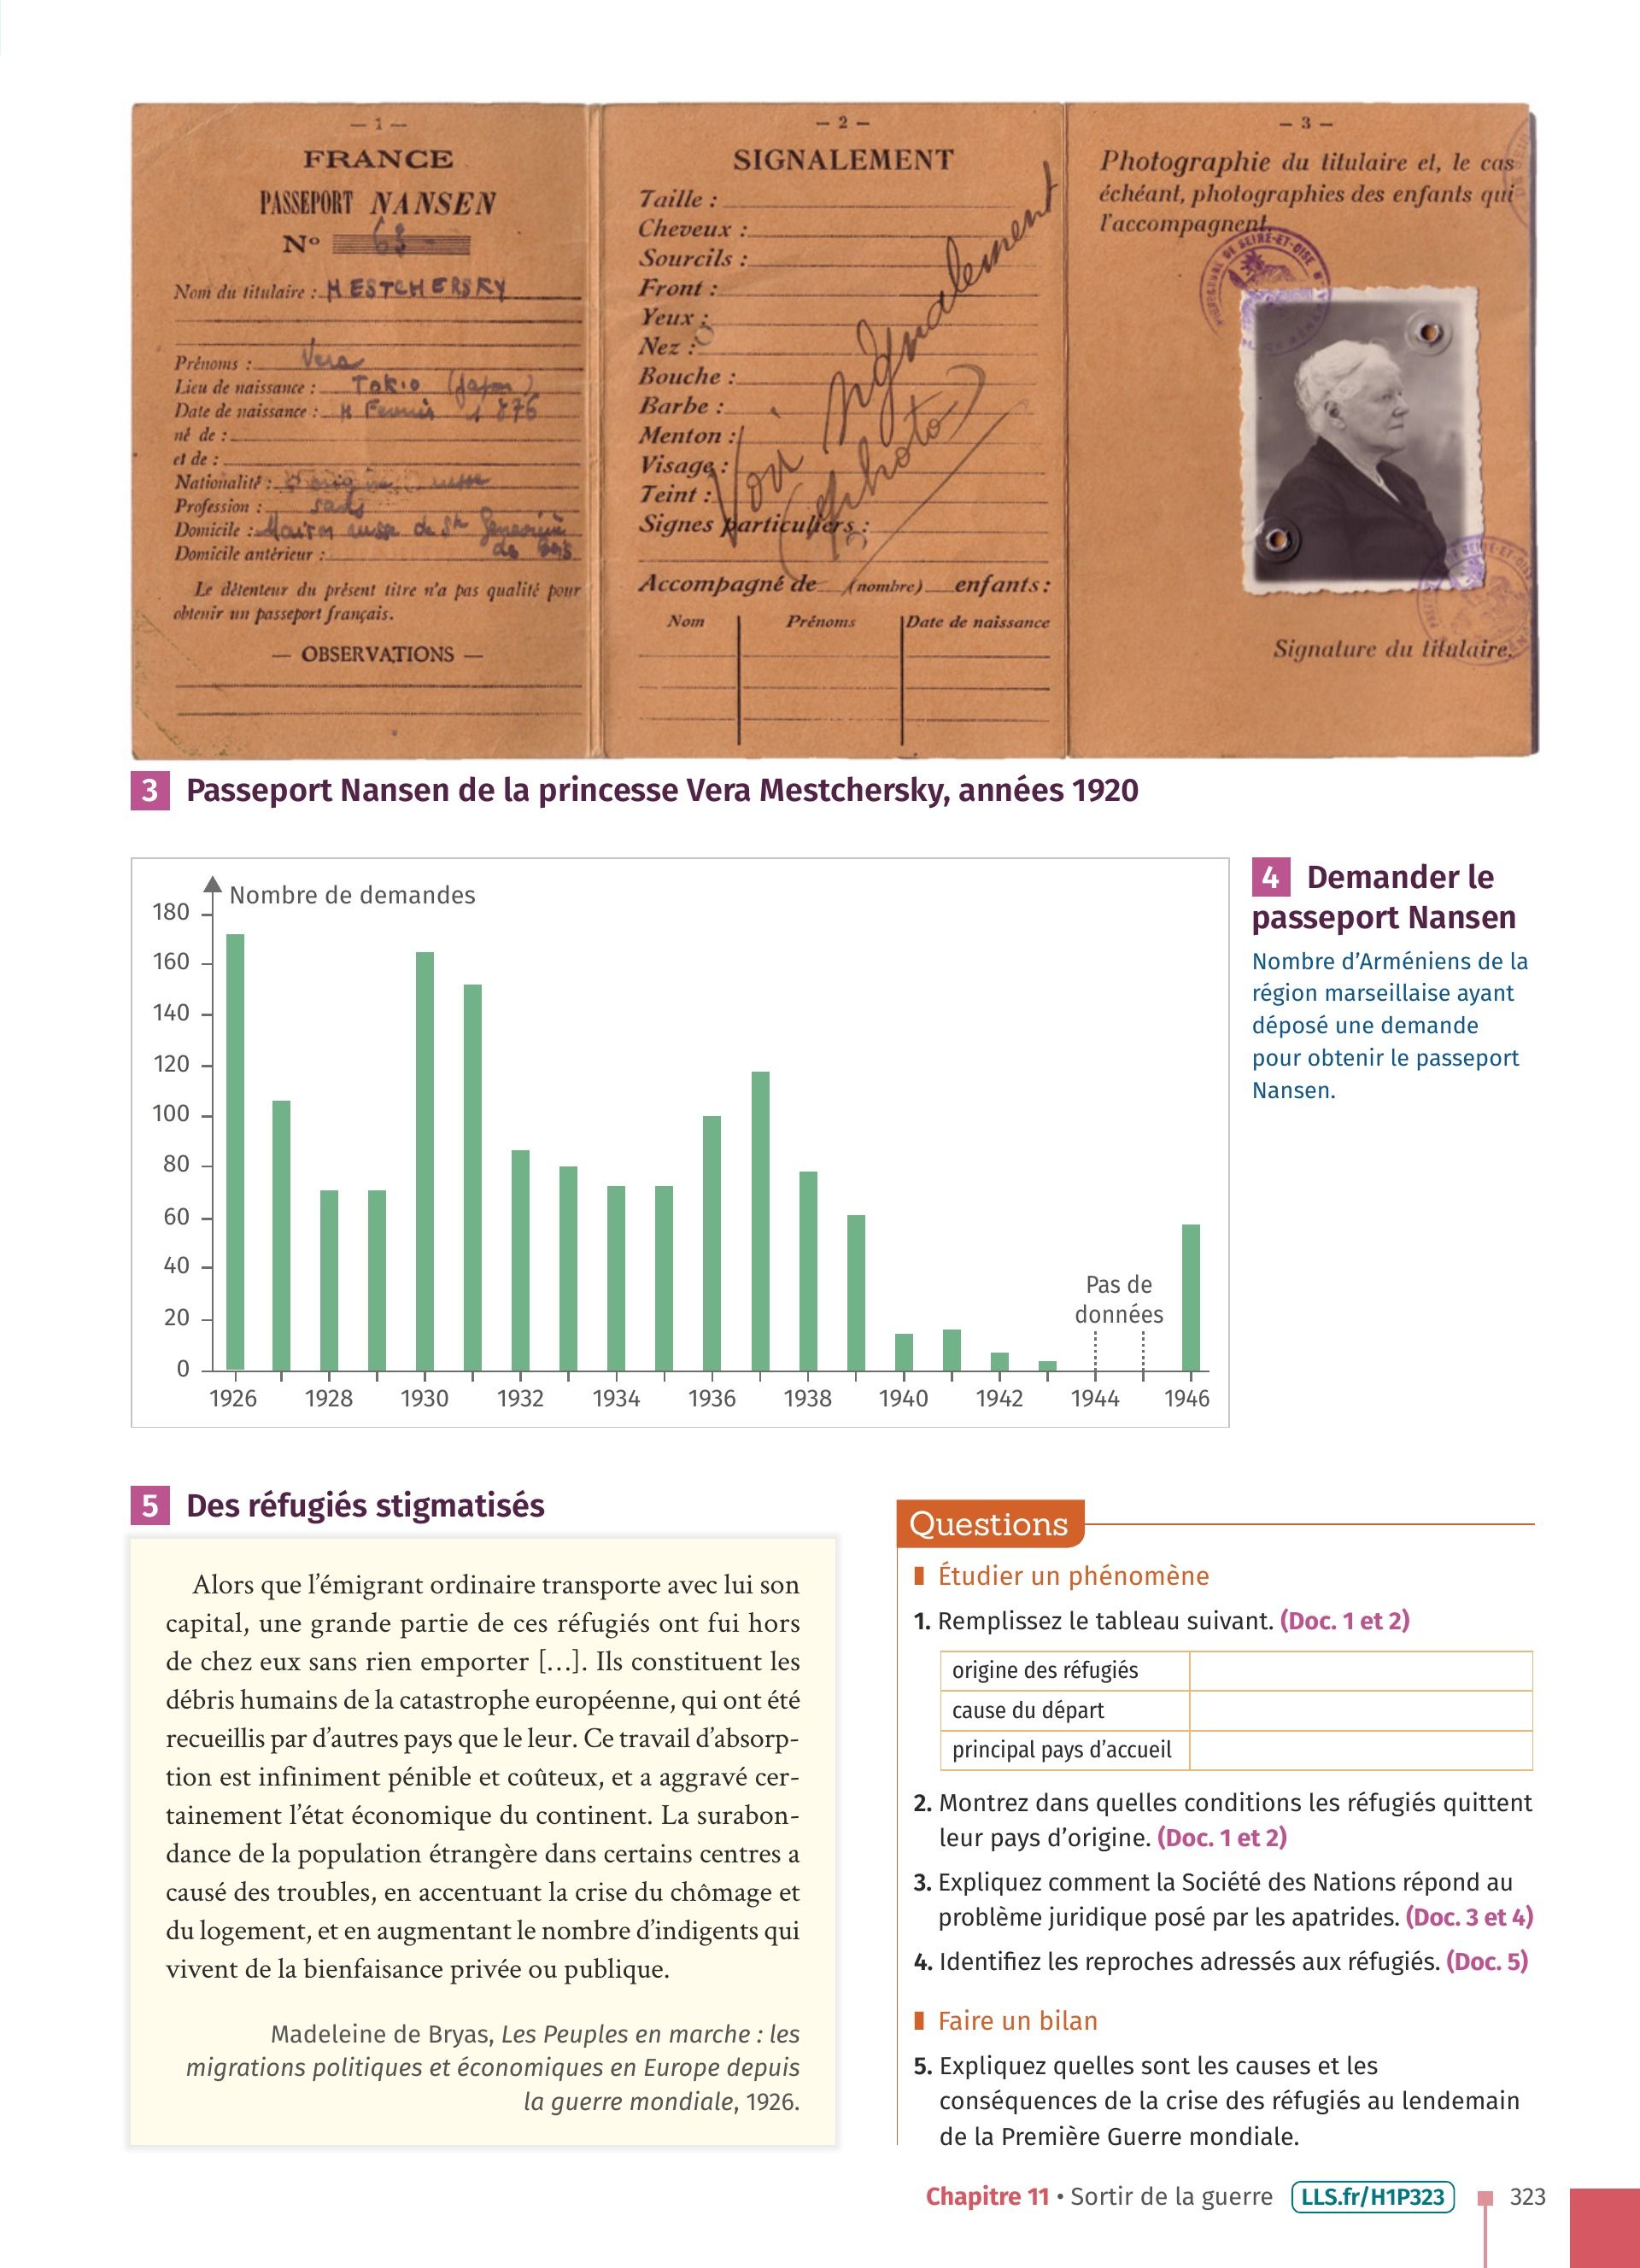 — 1 —
FRANCE
PASSEPORT NANSEN
Nº 63
Nom du titulaire : MESTCHERSKY
Prénoms : Vera
Lieu de naissance : Tokio (Japon)
Date de naissance : Février 1876
né de :
et de :
Nationalité : d'origine russe
Profession : sans
Domicile : Maison russe de Ste Geneviève
des Bois
Domicile antérieur :
Le détenteur du présent titre n'a pas qualité pour
obtenir un passeport français.
— OBSERVATIONS —
— 2 —
SIGNALEMENT
Taille :
Cheveux :
Sourcils :
Front :
Yeux :
Nez :
Bouche :
Barbe :
Menton :
Visage :
Teint :
Signes particuliers :
Voir signalement
(photo)
Accompagné de (nombre) enfants :
Nom Prénoms Date de naissance
— 3 —
Photographie du titulaire et, le cas
échéant, photographies des enfants qui
l'accompagnent.
SEINE-ET-OISE
Signature du titulaire.
3 Passeport Nansen de la princesse Vera Mestchersky, années 1920
Nombre de demandes
180
160
140
120
100
80
60
40
20
0
Pas de
données
1926 1928 1930 1932 1934 1936 1938 1940 1942 1944 1946
4 Demander le
passeport Nansen
Nombre d'Arméniens de la
région marseillaise ayant
déposé une demande
pour obtenir le passeport
Nansen.
5 Des réfugiés stigmatisés
Alors que l'émigrant ordinaire transporte avec lui son
capital, une grande partie de ces réfugiés ont fui hors
de chez eux sans rien emporter […]. Ils constituent les
débris humains de la catastrophe européenne, qui ont été
recueillis par d'autres pays que le leur. Ce travail d'absorp-
tion est infiniment pénible et coûteux, et a aggravé cer-
tainement l'état économique du continent. La surabon-
dance de la population étrangère dans certains centres a
causé des troubles, en accentuant la crise du chômage et
du logement, et en augmentant le nombre d'indigents qui
vivent de la bienfaisance privée ou publique.
Madeleine de Bryas, Les Peuples en marche : les
migrations politiques et économiques en Europe depuis
la guerre mondiale, 1926.
Questions
Étudier un phénomène
1. Remplissez le tableau suivant. (Doc. 1 et 2)
origine des réfugiés
cause du départ
principal pays d'accueil
2. Montrez dans quelles conditions les réfugiés quittent
leur pays d'origine. (Doc. 1 et 2)
3. Expliquez comment la Société des Nations répond au
problème juridique posé par les apatrides. (Doc. 3 et 4)
4. Identifiez les reproches adressés aux réfugiés. (Doc. 5)
Faire un bilan
5. Expliquez quelles sont les causes et les
conséquences de la crise des réfugiés au lendemain
de la Première Guerre mondiale.
Chapitre 11 • Sortir de la guerre LLS.fr/H1P323 323